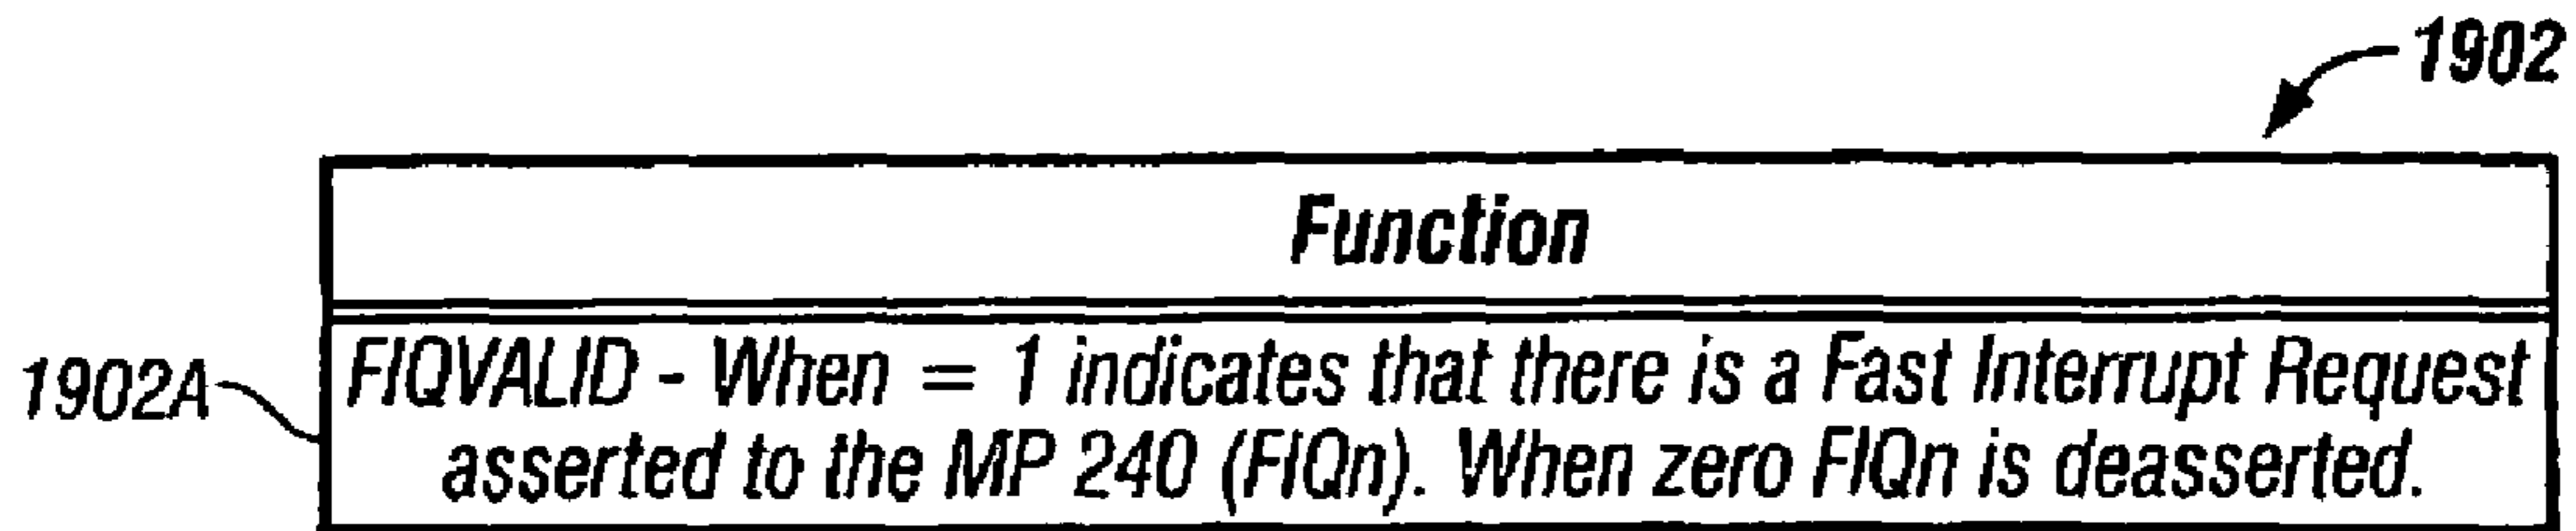 1902
Function
1902A
FIQVALID - When = 1 indicates that there is a Fast Interrupt Request
asserted to the MP 240 (FIQn). When zero FIQn is deasserted.